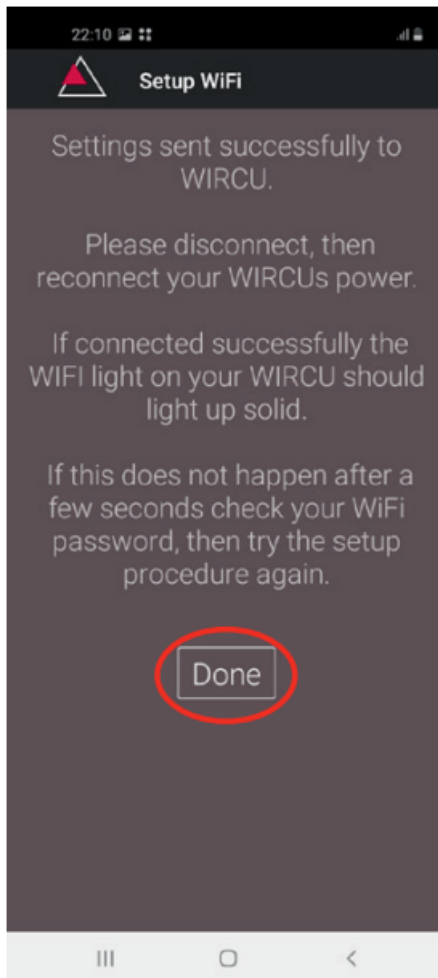 22:10
Setup WiFi
Settings sent successfully to
WIRCU.
Please disconnect, then
reconnect your WIRCUs power.
If connected successfully the
WIFI light on your WIRCU should
light up solid.
If this does not happen after a
few seconds check your WiFi
password, then try the setup
procedure again.
Done